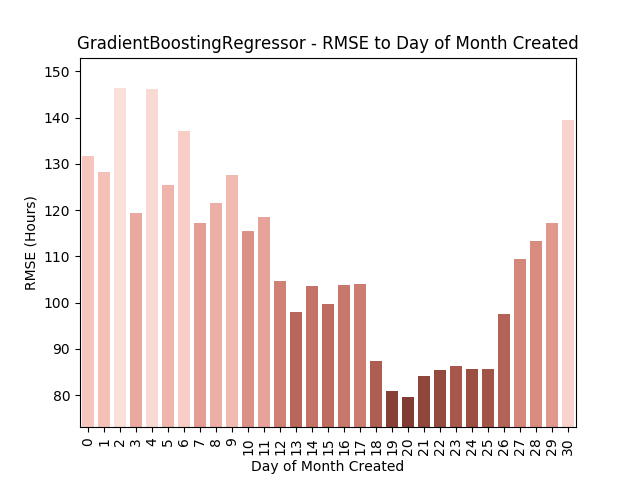 GradientBoostingRegressor - RMSE to Day of Month Created
150
140
130
120
110
100
90
80
RMSE (Hours)
0 1 2 3 4 5 6 7 8 9 10 11 12 13 14 15 16 17 18 19 20 21 22 23 24 25 26 27 28 29 30
Day of Month Created